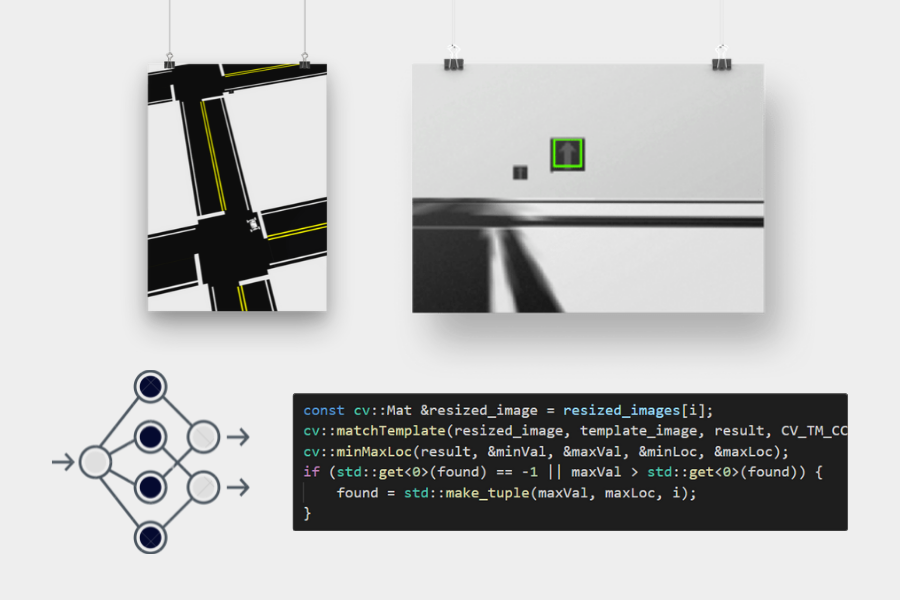 const cv::Mat &resized_image = resized_images[i];
cv::matchTemplate(resized_image, template_image, result, CV_TM_CC
cv::minMaxLoc(result, &minVal, &maxVal, &minLoc, &maxLoc);
if (std::get<0>(found) == -1 || maxVal > std::get<0>(found)) {
    found = std::make_tuple(maxVal, maxLoc, i);
}